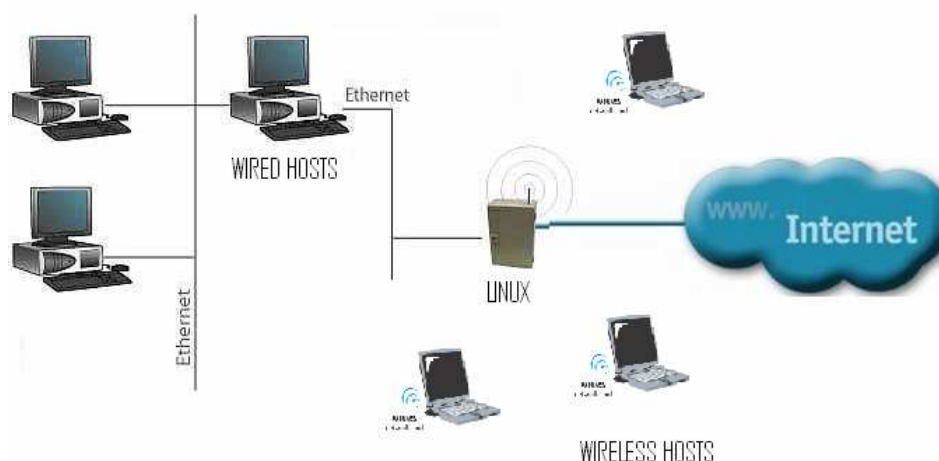 Ethernet
WIRED HOSTS
www.
Internet
LINUX
Ethernet
WIRELESS HOSTS